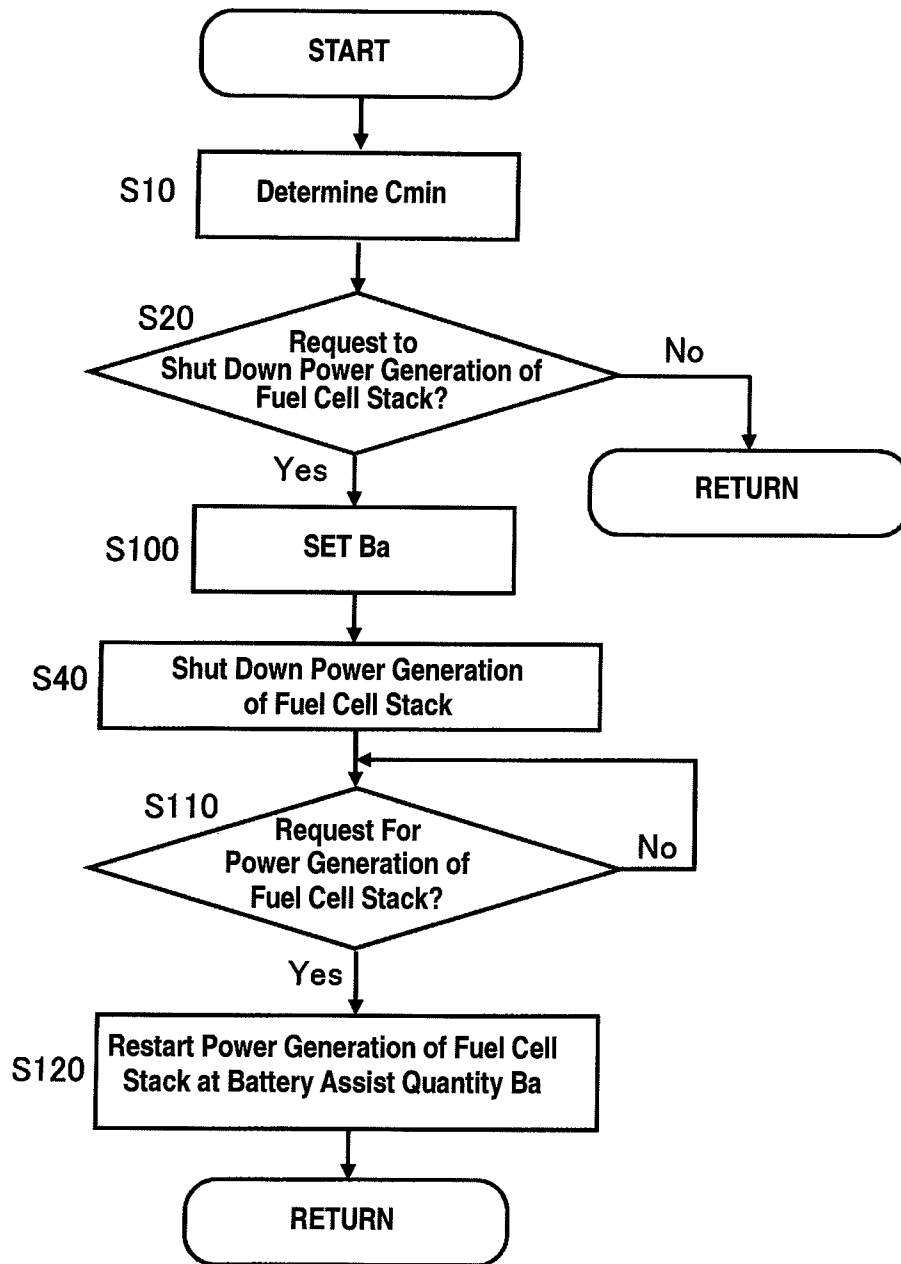 START
S10
Determine Cmin
S20
Request to
Shut Down Power Generation of
Fuel Cell Stack?
No
Yes
RETURN
S100
SET Ba
S40
Shut Down Power Generation
of Fuel Cell Stack
S110
Request For
Power Generation of
Fuel Cell Stack?
No
Yes
S120
Restart Power Generation of Fuel Cell
Stack at Battery Assist Quantity Ba
RETURN